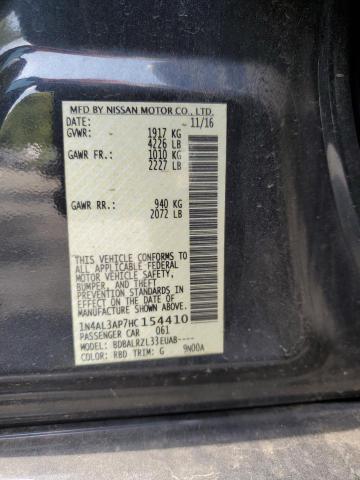 MFD BY NISSAN MOTOR CO., LTD.
DATE: 11/16
GVWR: 1917 KG
4226 LB
GAWR FR: 1010 KG
2227 LB
GAWR RR: 940 KG
2072 LB
THIS VEHICLE CONFORMS TO
ALL APPLICABLE FEDERAL
MOTOR VEHICLE SAFETY,
BUMPER, AND THEFT
PREVENTION STANDARDS
IN EFFECT ON THE DATE OF
MANUFACTURE SHOWN ABOVE.
1N4AL3AP7HC154410
PASSENGER CAR 061
MODEL: BDBALRZL33EUAB----
COLOR: RBD TRIM: G 9N00A